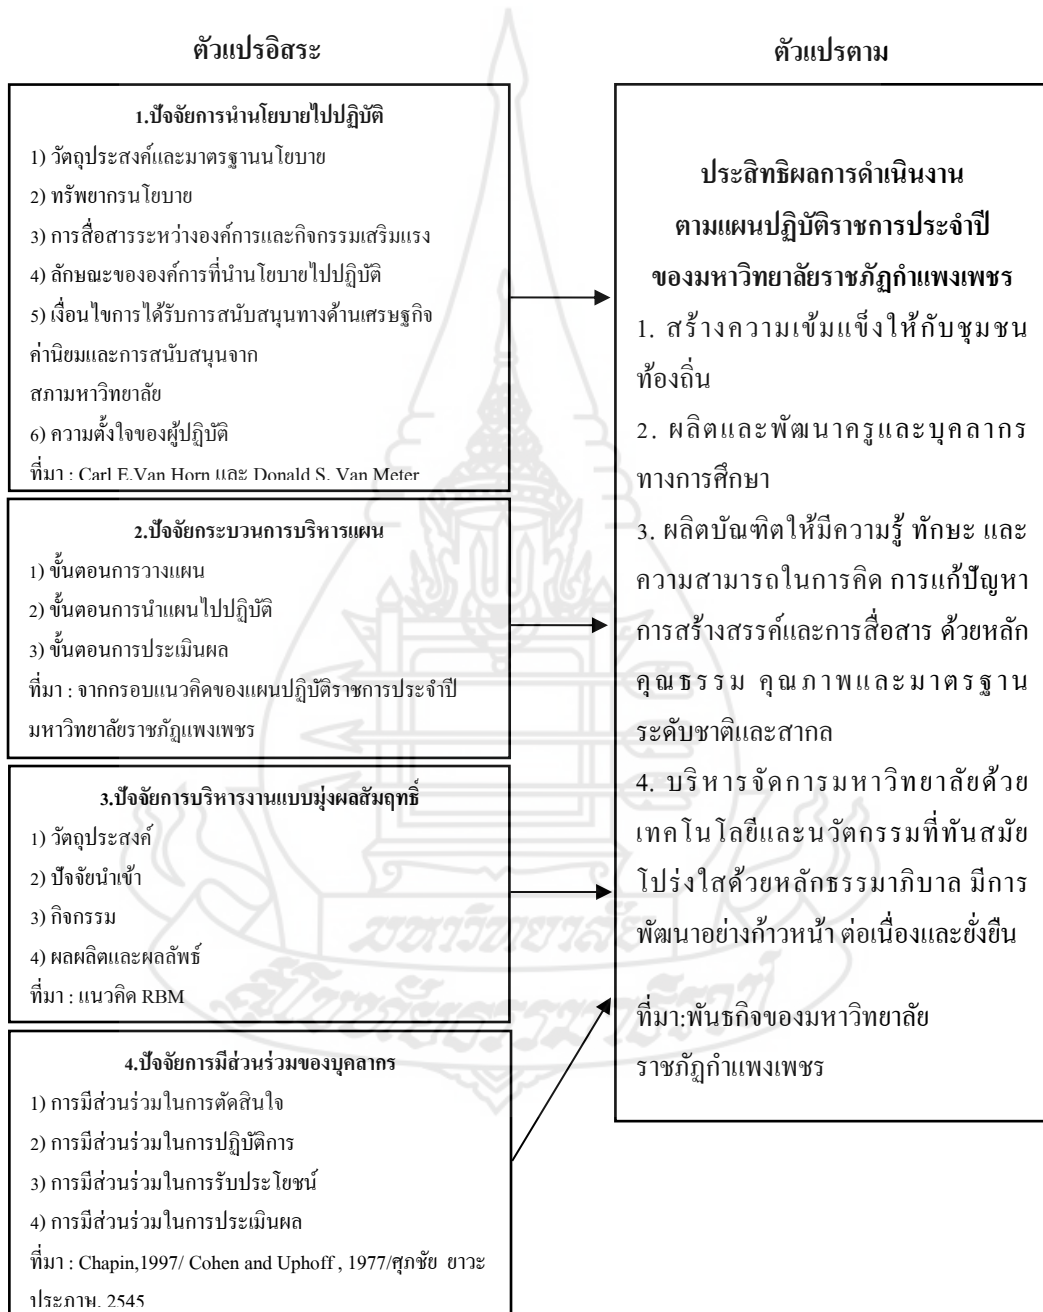 ตัวแปรอิสระ
1.ปัจจัยการนำนโยบายไปปฏิบัติ
1) วัตถุประสงค์และมาตรฐานนโยบาย
2) ทรัพยากรนโยบาย
3) การสื่อสารระหว่างองค์การและกิจกรรมเสริมแรง
4) ลักษณะขององค์การที่นำนโยบายไปปฏิบัติ
5) เงื่อนไขการได้รับการสนับสนุนทางด้านเศรษฐกิจ
ค่านิยมและการสนับสนุนจาก
สภามหาวิทยาลัย
6) ความตั้งใจของผู้ปฏิบัติ
ที่มา : Carl E.Van Horn และ Donald S. Van Meter
2.ปัจจัยกระบวนการบริหารแผน
1) ขั้นตอนการวางแผน
2) ขั้นตอนการนำแผนไปปฏิบัติ
3) ขั้นตอนการประเมินผล
ที่มา : จากกรอบแนวคิดของแผนปฏิบัติราชการประจำปี
มหาวิทยาลัยราชภัฏแพงเพชร
3.ปัจจัยการบริหารงานแบบมุ่งผลสัมฤทธิ์
1) วัตถุประสงค์
2) ปัจจัยนำเข้า
3) กิจกรรม
4) ผลผลิตและผลลัพธ์
ที่มา : แนวคิด RBM
4.ปัจจัยการมีส่วนร่วมของบุคลากร
1) การมีส่วนร่วมในการตัดสินใจ
2) การมีส่วนร่วมในการปฏิบัติการ
3) การมีส่วนร่วมในการรับประโยชน์
4) การมีส่วนร่วมในการประเมินผล
ที่มา : Chapin,1997/ Cohen and Uphoff , 1977/ศุภชัย ยาวะ
ประภาษ, 2545
ตัวแปรตาม
ประสิทธิผลการดำเนินงาน
ตามแผนปฏิบัติราชการประจำปี
ของมหาวิทยาลัยราชภัฏกำแพงเพชร
1. สร้างความเข้มแข็งให้กับชุมชน
ท้องถิ่น
2. ผลิตและพัฒนาครูและบุคลากร
ทางการศึกษา
3. ผลิตบัณฑิตให้มีความรู้ ทักษะ และ
ความสามารถในการคิด การแก้ปัญหา
การสร้างสรรค์และการสื่อสาร ด้วยหลัก
คุณธรรม คุณภาพและมาตรฐาน
ระดับชาติและสากล
4. บริหารจัดการมหาวิทยาลัยด้วย
เทคโนโลยีและนวัตกรรมที่ทันสมัย
โปร่งใสด้วยหลักธรรมาภิบาล มีการ
พัฒนาอย่างก้าวหน้า ต่อเนื่องและยั่งยืน
ที่มา:พันธกิจของมหาวิทยาลัย
ราชภัฏกำแพงเพชร
มหาวิทยาลัย
สุโขทัยธรรมาธิราช